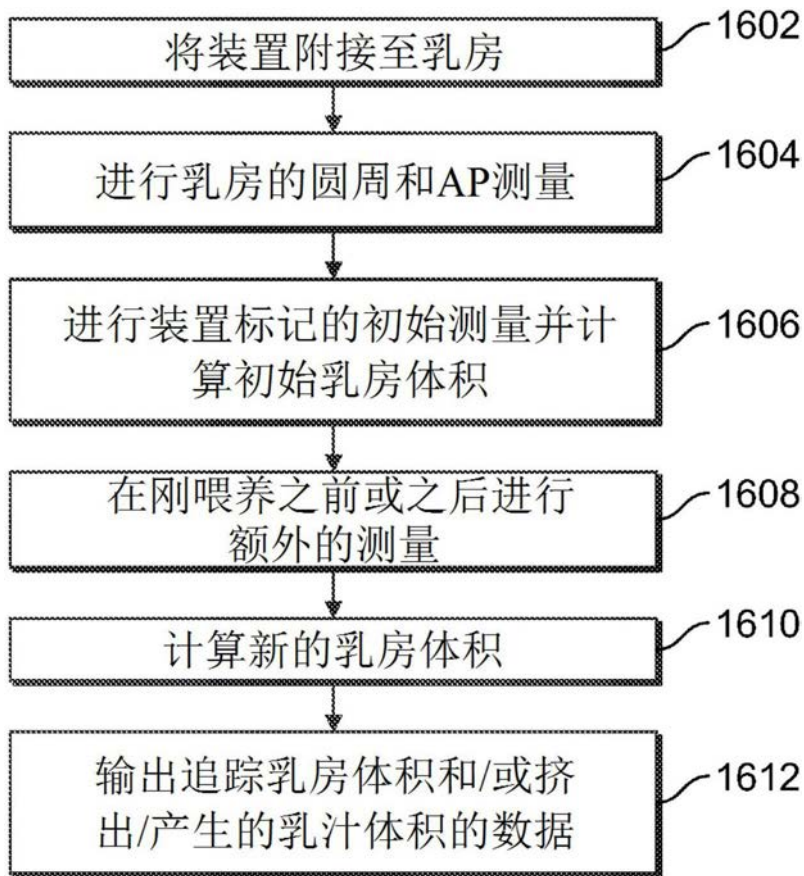 将装置附接至乳房
1602
进行乳房的圆周和AP测量
1604
进行装置标记的初始测量并计
算初始乳房体积
1606
在刚喂养之前或之后进行
额外的测量
1608
计算新的乳房体积
1610
输出追踪乳房体积和/或挤
出/产生的乳汁体积的数据
1612